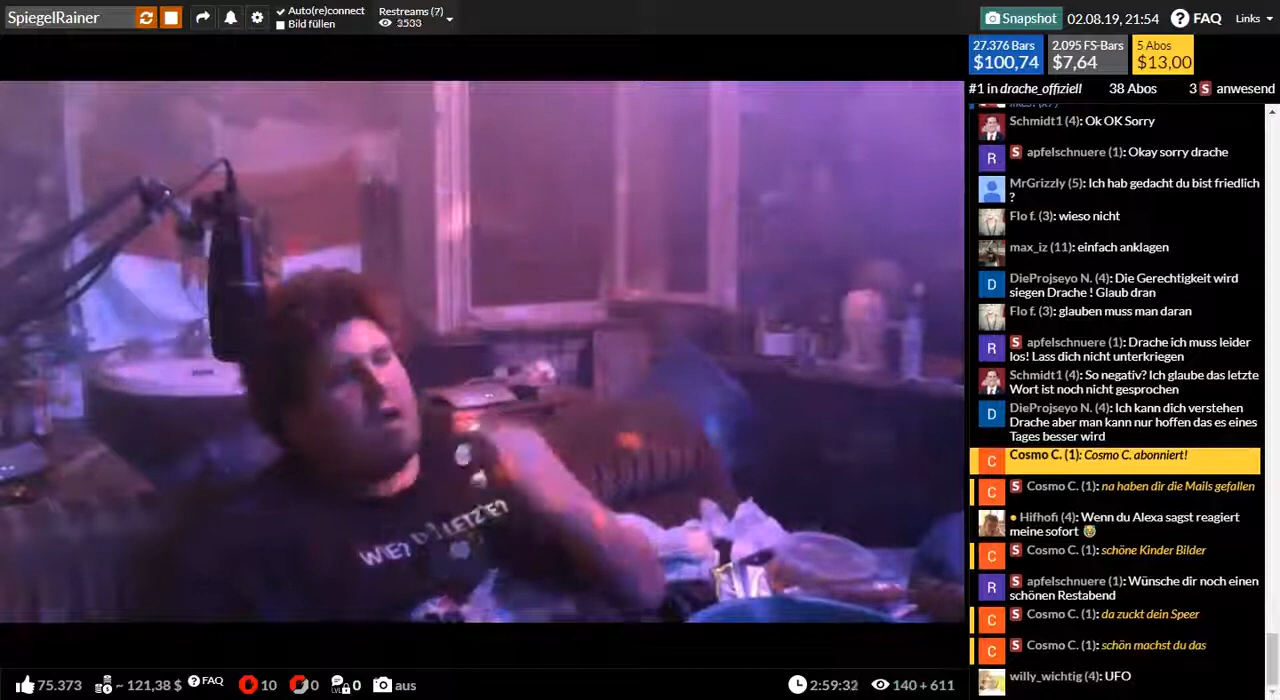 SpiegelRainer
Auto(re)connect
Bild füllen
Restreams (7)
3503
Snapshot
02.08.19, 21:54
? FAQ
Links
27.376 Bars
$100,74
2.095 FS-Bars
$7,64
5 Abos
$13,00
#1 in drache_offiziell
38 Abos
3 S anwesend
Schmidt1 (4): Ok OK Sorry
R
S apfelschnuere (1): Okay sorry drache
MrGrizzly (5): Ich hab gedacht du bist friedlich
?
Flo f. (3): wieso nicht
max_iz (11): einfach anklagen
D
DieProjseyo N. (4): Die Gerechtigkeit wird
siegen Drache ! Glaub dran
Flo f. (3): glauben muss man daran
R
S apfelschnuere (1): Drache ich muss leider
los! Lass dich nicht unterkriegen
Schmidt1 (4): So negativ? Ich glaube das letzte
Wort ist noch nicht gesprochen
D
DieProjseyo N. (4): Ich kann dich verstehen
Drache aber man kann nur hoffen das es eines
Tages besser wird
C
Cosmo C. (1): Cosmo C. abonniert!
C
S Cosmo C. (1): na haben dir die Mails gefallen
Hifhofi (4): Wenn du Alexa sagst reagiert
meine sofort
C
S Cosmo C. (1): schöne Kinder Bilder
R
S apfelschnuere (1): Wünsche dir noch einen
schönen Restabend
C
S Cosmo C. (1): da zuckt dein Speer
C
S Cosmo C. (1): schön machst du das
willy_wichtig (4): UFO
WIE?
LETZTE?
75.373
~ 121,38 $
? FAQ
10
0
0
aus
2:59:32
140 + 611